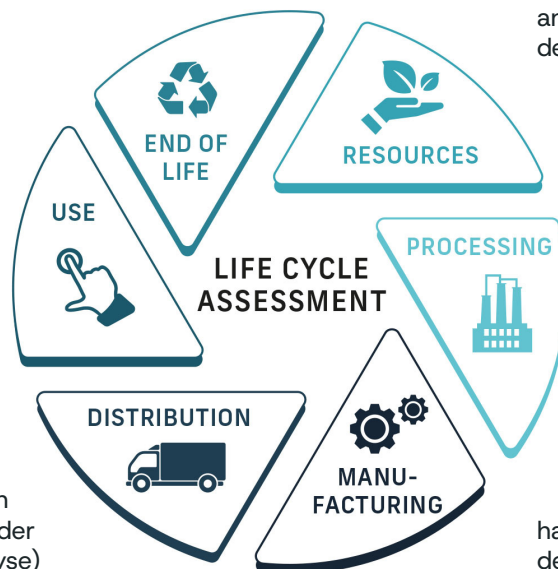 END OF
LIFE
RESOURCES
USE
PROCESSING
LIFE CYCLE
ASSESSMENT
DISTRIBUTION
MANU-
FACTURING